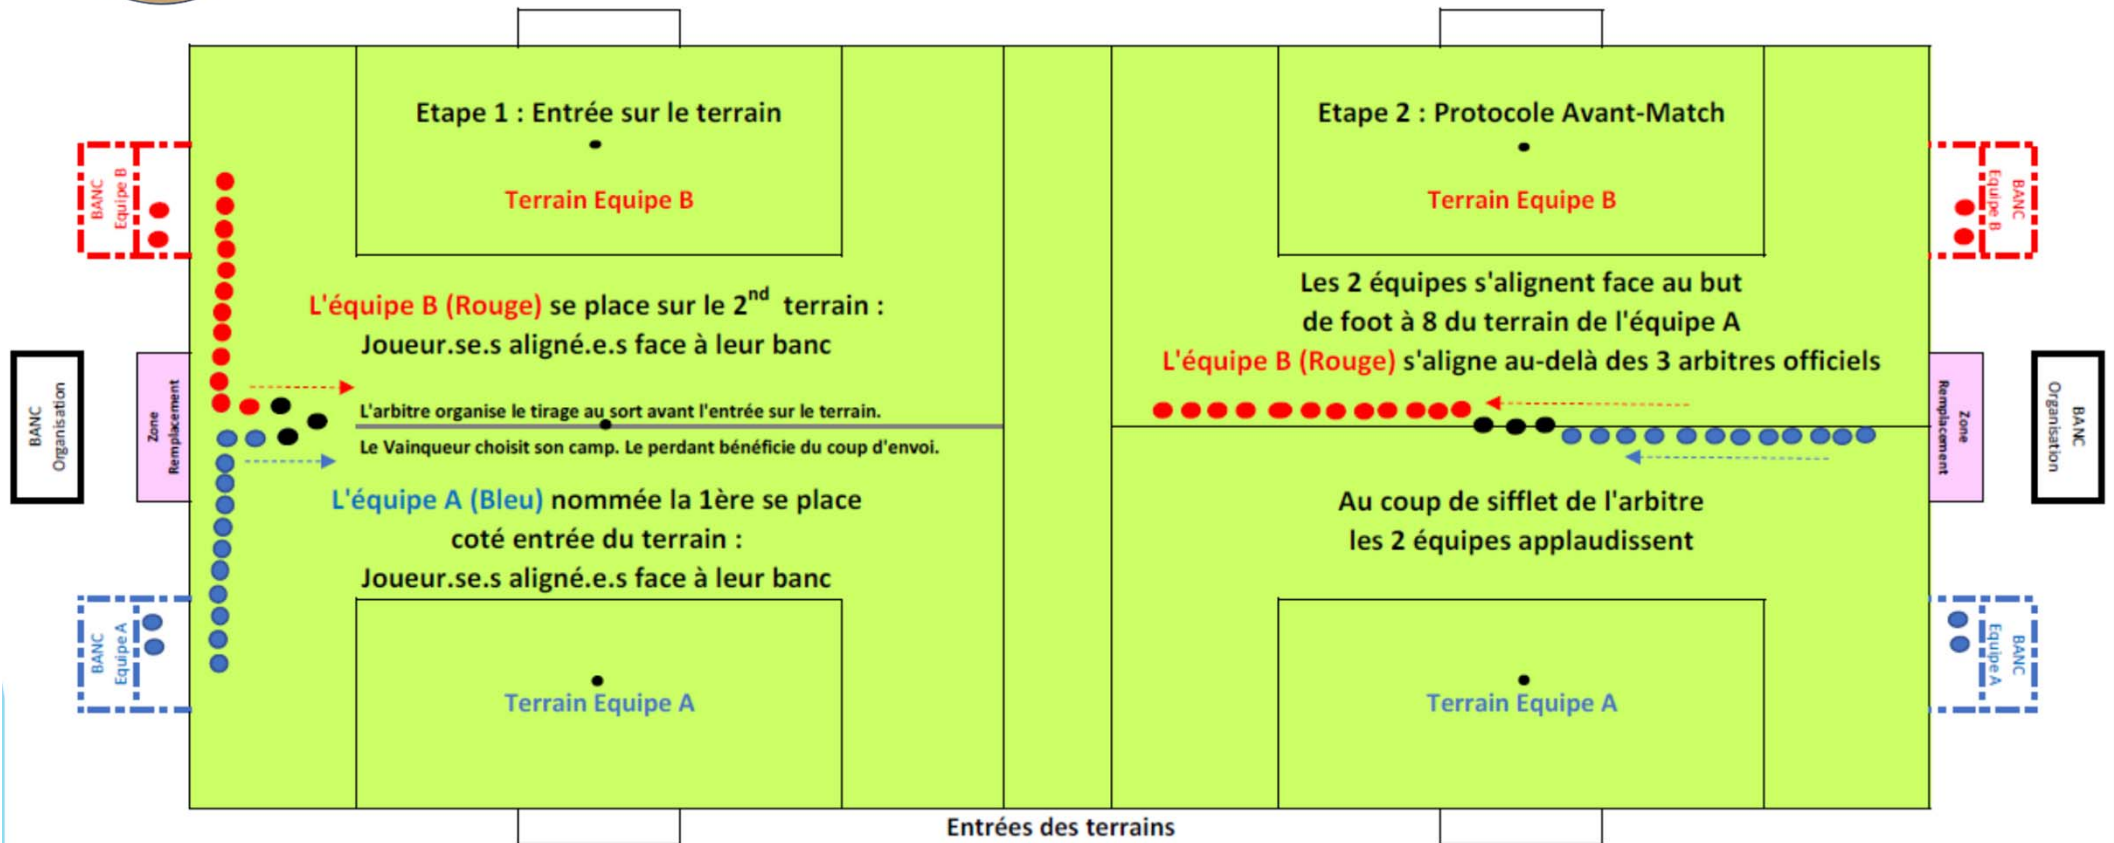 Etape 1 : Entrée sur le terrain
Terrain Equipe B
BANC
Equipe B
L'équipe B (Rouge) se place sur le 2nd terrain :
Joueur.se.s aligné.e.s face à leur banc
BANC
Organisation
Zone
Remplacement
L'arbitre organise le tirage au sort avant l'entrée sur le terrain.
Le Vainqueur choisit son camp. Le perdant bénéficie du coup d'envoi.
L'équipe A (Bleu) nommée la 1ère se place
coté entrée du terrain :
Joueur.se.s aligné.e.s face à leur banc
BANC
Equipe A
Terrain Equipe A
Etape 2 : Protocole Avant-Match
Terrain Equipe B
BANC
Equipe B
Les 2 équipes s'alignent face au but
de foot à 8 du terrain de l'équipe A
L'équipe B (Rouge) s'aligne au-delà des 3 arbitres officiels
Zone
Remplacement
BANC
Organisation
Au coup de sifflet de l'arbitre
les 2 équipes applaudissent
BANC
Equipe A
Terrain Equipe A
Entrées des terrains